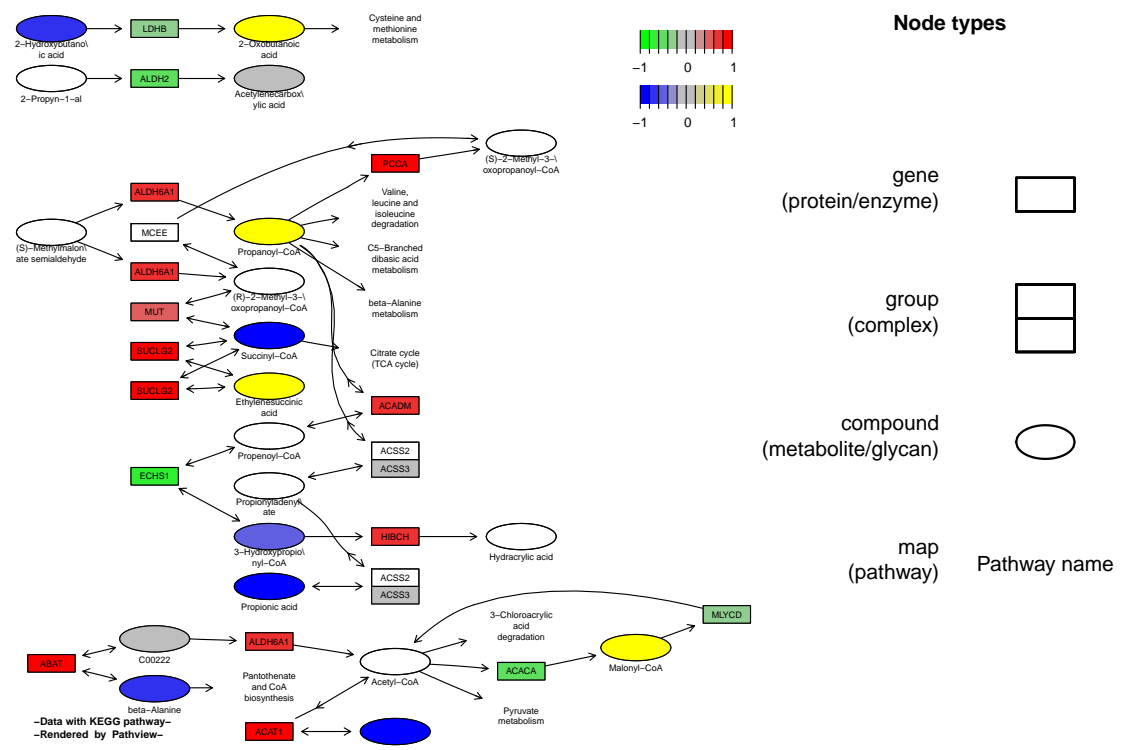 LDHB
2−Hydroxybutano\
ic acid
2−Oxobutanoic
acid
Cysteine and
methionine
metabolism
ALDH2
2−Propyn−1−al
Acetylenecarbox\
ylic acid
−1 0 1
−1 0 1
Node types
gene
(protein/enzyme)
group
(complex)
compound
(metabolite/glycan)
map
(pathway)
Pathway name
(S)−2−Methyl−3−\
oxopropanoyl−CoA
PCCA
ALDH6A1
MCEE
(S)−Methylmalon\
ate semialdehyde
Propanoyl−CoA
Valine,
leucine and
isoleucine
degradation
C5−Branched
dibasic acid
metabolism
ALDH6A1
(R)−2−Methyl−3−\
oxopropanoyl−CoA
beta−Alanine
metabolism
MUT
Succinyl−CoA
Citrate cycle
(TCA cycle)
SUCLG2
SUCLG2
Ethylenesuccinic
acid
ACADM
Propenoyl−CoA
ACSS2
ACSS3
ECHS1
Propionyladenyl\
ate
3−Hydroxypropio\
nyl−CoA
HIBCH
Hydracrylic acid
Propionic acid
ACSS2
ACSS3
MLYCD
3−Chloroacrylic
acid
degradation
C00222
ALDH6A1
ABAT
Acetyl−CoA
ACACA
Malonyl−CoA
beta−Alanine
Pantothenate
and CoA
biosynthesis
Pyruvate
metabolism
ACAT1
−Data with KEGG pathway−
−Rendered by Pathview−